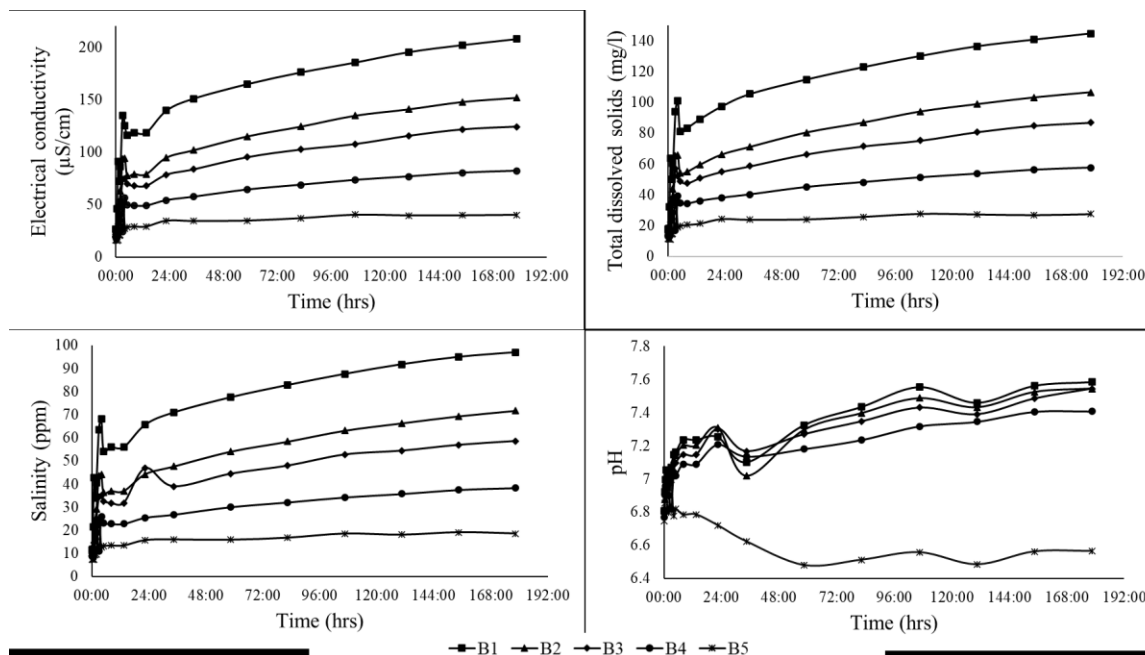 Electrical conductivity
(µS/cm)
200
150
100
50
0
00:00 24:00 48:00 72:00 96:00 120:00 144:00 168:00 192:00
Time (hrs)
Total dissolved solids (mg/l)
140
120
100
80
60
40
20
0
00:00 24:00 48:00 72:00 96:00 120:00 144:00 168:00 192:00
Time (hrs)
Salinity (ppm)
100
90
80
70
60
50
40
30
20
10
0
00:00 24:00 48:00 72:00 96:00 120:00 144:00 168:00 192:00
Time (hrs)
pH
7.8
7.6
7.4
7.2
7
6.8
6.6
6.4
00:00 24:00 48:00 72:00 96:00 120:00 144:00 168:00 192:00
Time (hrs)
B1 B2 B3 B4 B5